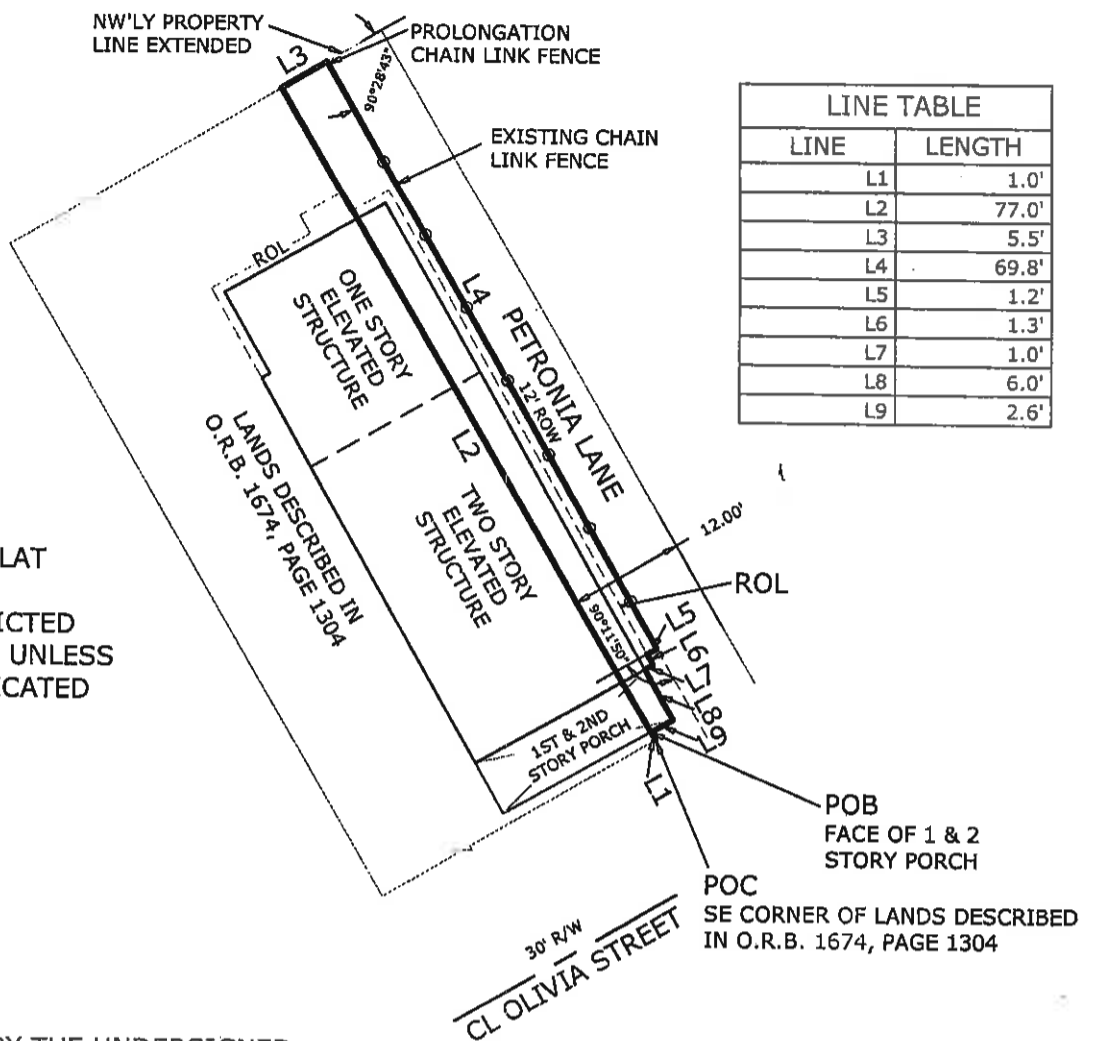 NW'LY PROPERTY
LINE EXTENDED
PROLONGATION
CHAIN LINK FENCE
L3
90°28'43"
EXISTING CHAIN
LINK FENCE
LINE TABLE
LINE LENGTH
L1 1.0'
L2 77.0'
L3 5.5'
L4 69.8'
L5 1.2'
L6 1.3'
L7 1.0'
L8 6.0'
L9 2.6'
ROL
ONE STORY
ELEVATED
STRUCTURE
L4
PETRONIA LANE
12' ROW
L2
LANDS DESCRIBED IN
O.R.B. 1674, PAGE 1304
TWO STORY
ELEVATED
STRUCTURE
12.00'
ROL
90°11'50"
L5
L6
L7
L8
L9
1ST & 2ND
STORY PORCH
L1
LAT
ICTED
UNLESS
ICATED
POB
FACE OF 1 & 2
STORY PORCH
POC
SE CORNER OF LANDS DESCRIBED
IN O.R.B. 1674, PAGE 1304
30' R/W
CL OLIVIA STREET